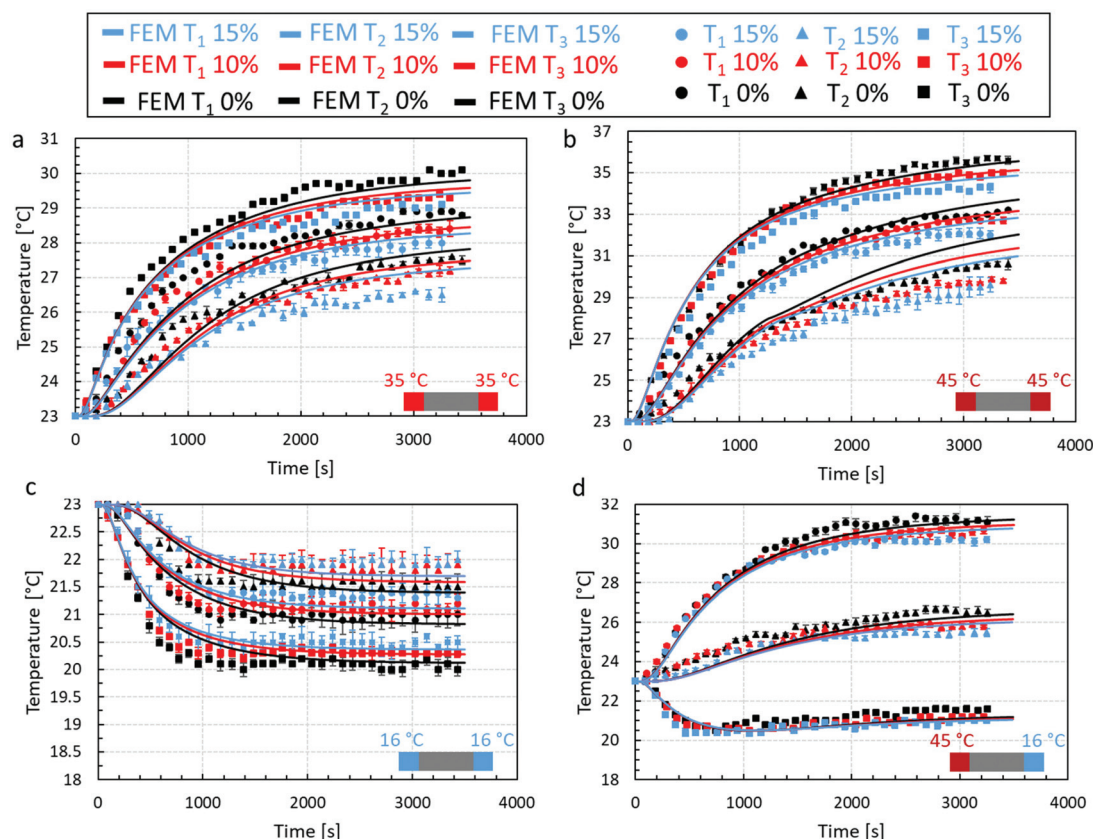 FEM T1 15% FEM T2 15% FEM T3 15% T1 15% T2 15% T3 15%
FEM T1 10% FEM T2 10% FEM T3 10% T1 10% T2 10% T3 10%
FEM T1 0% FEM T2 0% FEM T3 0% T1 0% T2 0% T3 0%
a
31
30
29
28
27
26
25
24
23
Temperature [°C]
35 °C 35 °C
0 1000 2000 3000 4000
Time [s]
b
37
35
33
31
29
27
25
23
Temperature [°C]
45 °C 45 °C
0 1000 2000 3000 4000
Time [s]
c
23
22.5
22
21.5
21
20.5
20
19.5
19
18.5
18
Temperature [°C]
16 °C 16 °C
0 1000 2000 3000 4000
Time [s]
d
32
30
28
26
24
22
20
18
Temperature [°C]
45 °C 16 °C
0 1000 2000 3000 4000
Time [s]